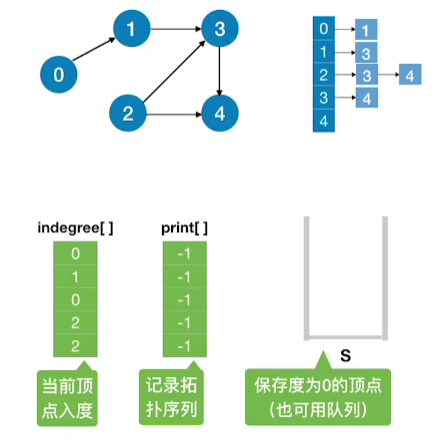 1
3
0
2
4
0 1
1 3
2 3 4
3 4
4
indegree[ ]
0
1
0
2
2
print[ ]
-1
-1
-1
-1
-1
S
当前顶
点入度
记录拓
扑序列
保存度为0的顶点
(也可用队列)